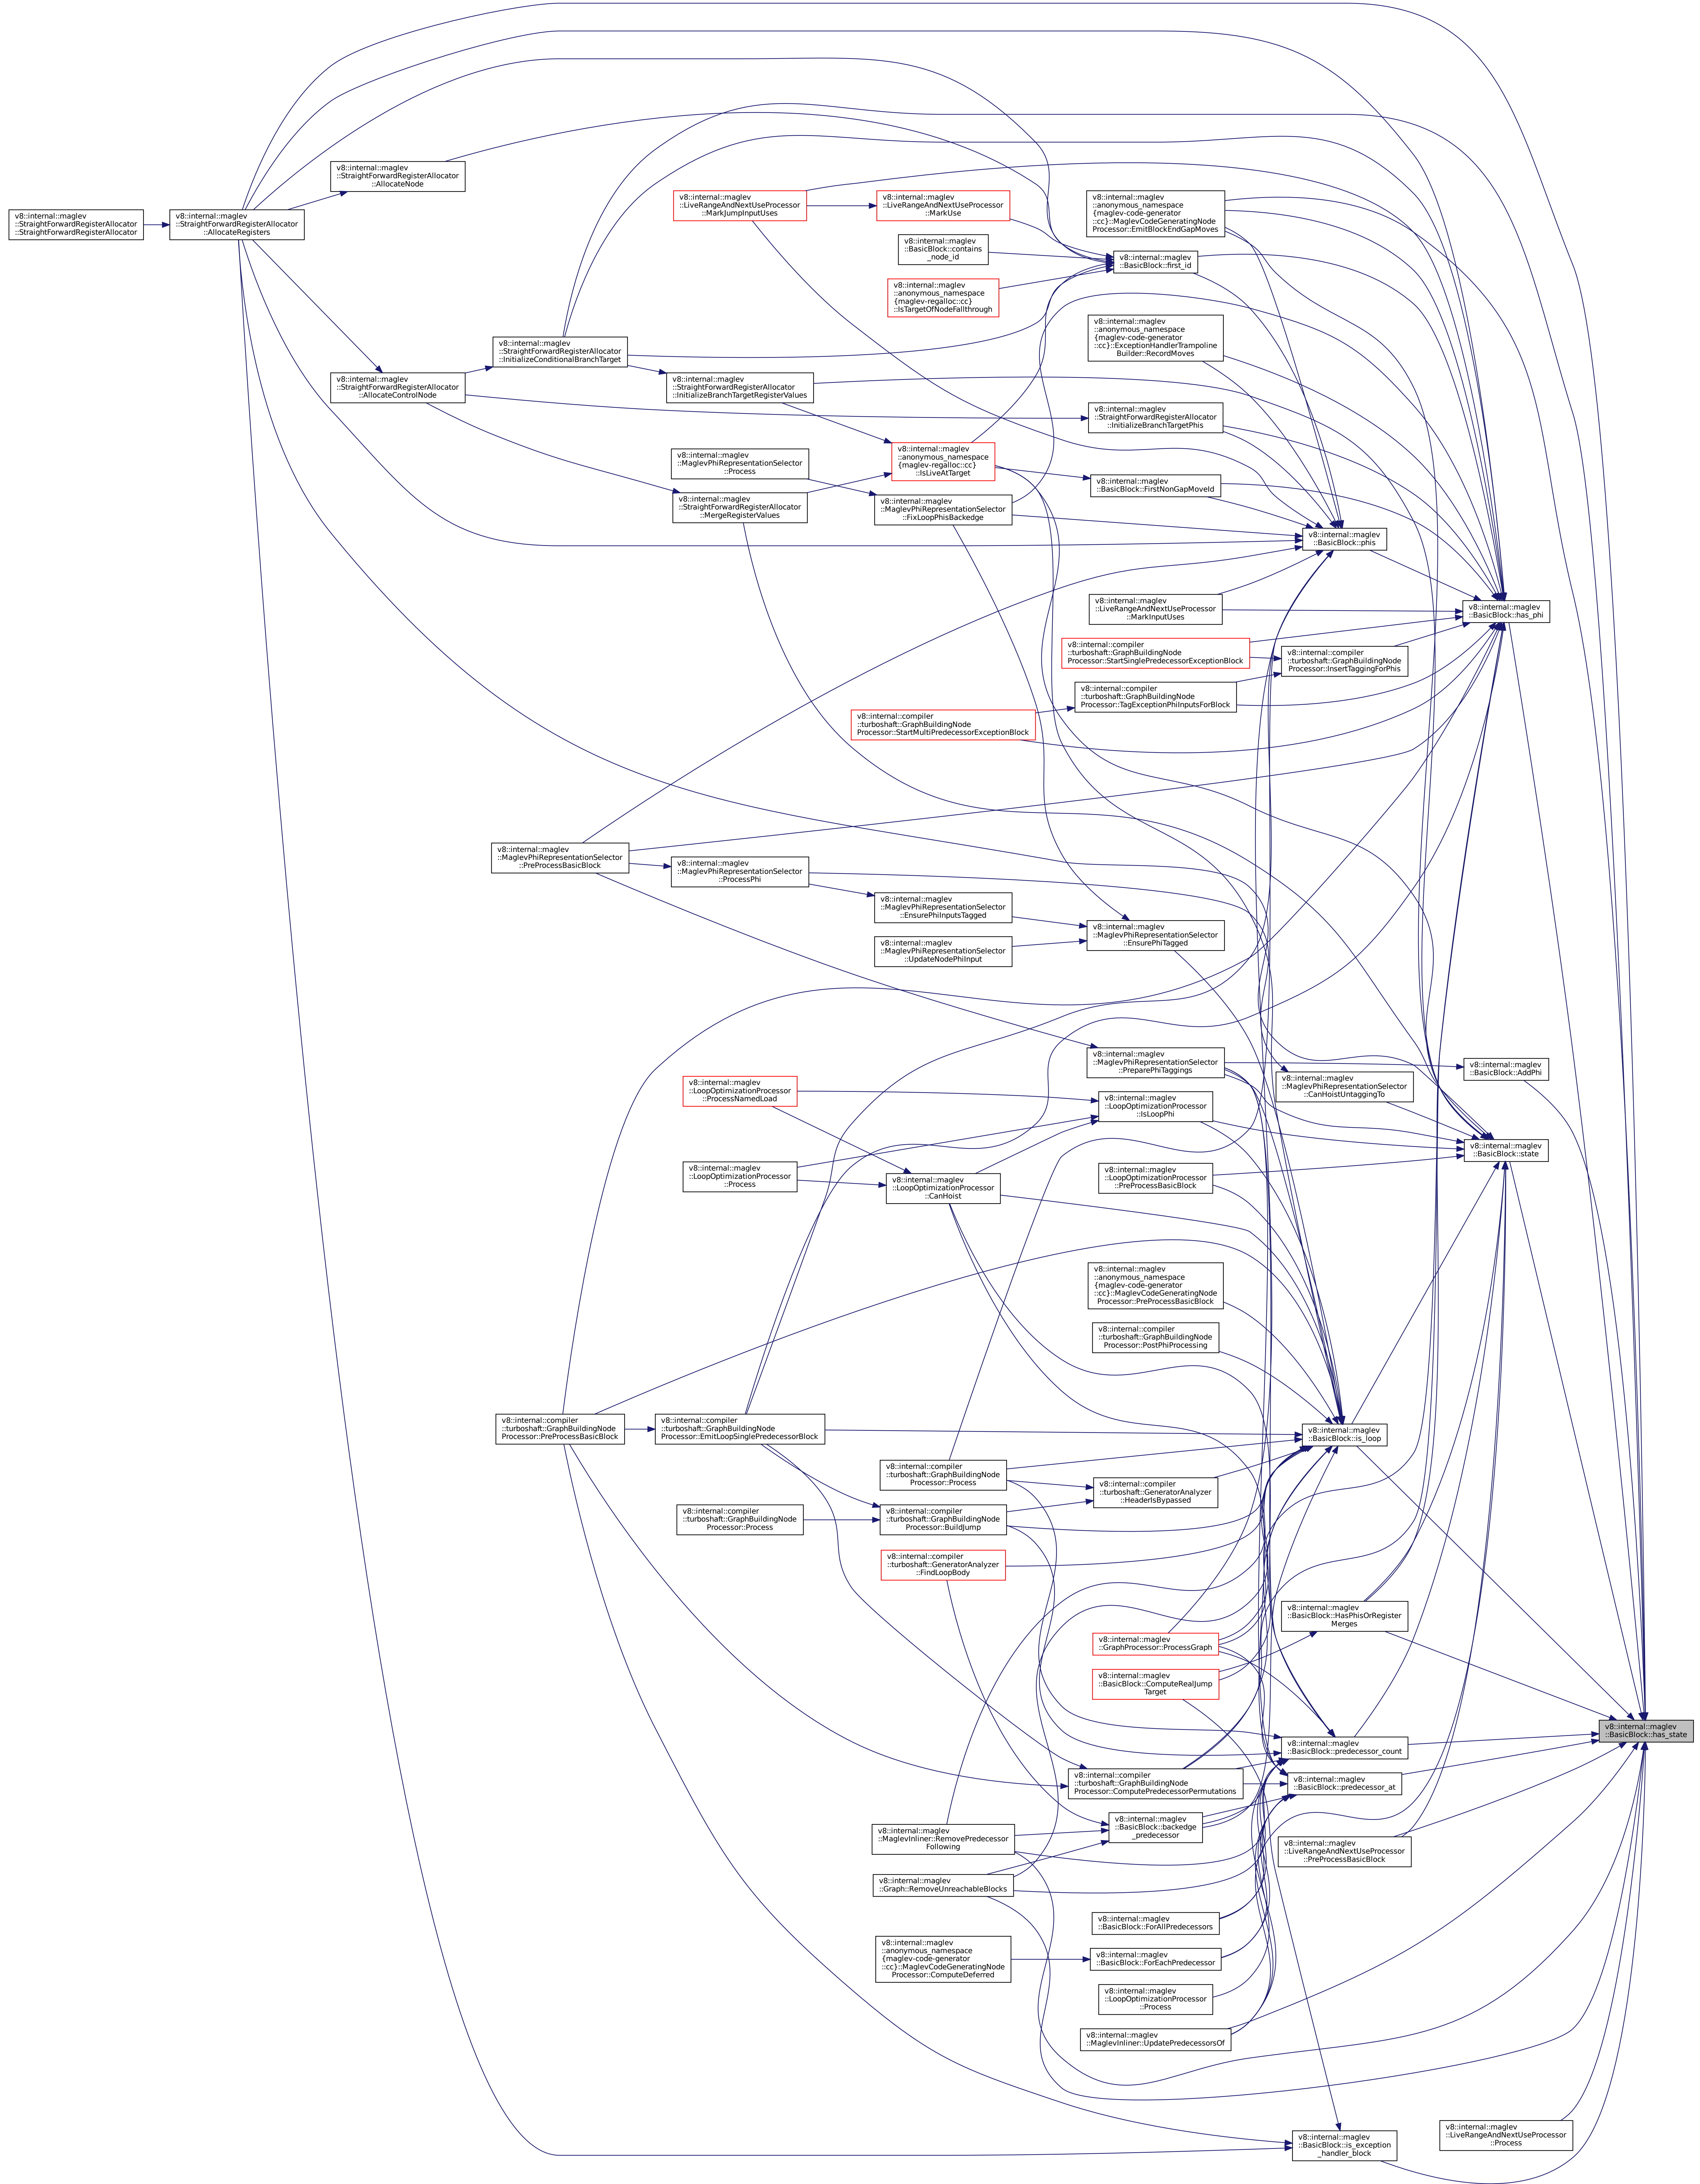 v8::internal::maglev
::StraightForwardRegisterAllocator
::StraightForwardRegisterAllocator
v8::internal::maglev
::StraightForwardRegisterAllocator
::AllocateRegisters
v8::internal::maglev
::StraightForwardRegisterAllocator
::AllocateNode
v8::internal::maglev
::StraightForwardRegisterAllocator
::AllocateControlNode
v8::internal::maglev
::StraightForwardRegisterAllocator
::InitializeConditionalBranchTarget
v8::internal::maglev
::LiveRangeAndNextUseProcessor
::MarkJumpInputUses
v8::internal::maglev
::LiveRangeAndNextUseProcessor
::MarkUse
v8::internal::maglev
::BasicBlock::contains
_node_id
v8::internal::maglev
::anonymous_namespace
{maglev-regalloc::cc}
::IsTargetOfNodeFallthrough
v8::internal::maglev
::anonymous_namespace
{maglev-code-generator
::cc}::MaglevCodeGeneratingNode
Processor::EmitBlockEndGapMoves
v8::internal::maglev
::BasicBlock::first_id
v8::internal::maglev
::anonymous_namespace
{maglev-code-generator
::cc}::ExceptionHandlerTrampoline
Builder::RecordMoves
v8::internal::maglev
::StraightForwardRegisterAllocator
::InitializeBranchTargetRegisterValues
v8::internal::maglev
::StraightForwardRegisterAllocator
::InitializeBranchTargetPhis
v8::internal::maglev
::MaglevPhiRepresentationSelector
::Process
v8::internal::maglev
::anonymous_namespace
{maglev-regalloc::cc}
::IsLiveAtTarget
v8::internal::maglev
::StraightForwardRegisterAllocator
::MergeRegisterValues
v8::internal::maglev
::MaglevPhiRepresentationSelector
::FixLoopPhisBackedge
v8::internal::maglev
::BasicBlock::FirstNonGapMoveId
v8::internal::maglev
::BasicBlock::phis
v8::internal::maglev
::LiveRangeAndNextUseProcessor
::MarkInputUses
v8::internal::maglev
::BasicBlock::has_phi
v8::internal::compiler
::turboshaft::GraphBuildingNode
Processor::StartSinglePredecessorExceptionBlock
v8::internal::compiler
::turboshaft::GraphBuildingNode
Processor::InsertTaggingForPhis
v8::internal::compiler
::turboshaft::GraphBuildingNode
Processor::TagExceptionPhiInputsForBlock
v8::internal::compiler
::turboshaft::GraphBuildingNode
Processor::StartMultiPredecessorExceptionBlock
v8::internal::maglev
::MaglevPhiRepresentationSelector
::PreProcessBasicBlock
v8::internal::maglev
::MaglevPhiRepresentationSelector
::ProcessPhi
v8::internal::maglev
::MaglevPhiRepresentationSelector
::EnsurePhiInputsTagged
v8::internal::maglev
::MaglevPhiRepresentationSelector
::UpdateNodePhiInput
v8::internal::maglev
::MaglevPhiRepresentationSelector
::EnsurePhiTagged
v8::internal::maglev
::MaglevPhiRepresentationSelector
::PreparePhiTaggings
v8::internal::maglev
::BasicBlock::AddPhi
v8::internal::maglev
::MaglevPhiRepresentationSelector
::CanHoistUntaggingTo
v8::internal::maglev
::LoopOptimizationProcessor
::ProcessNamedLoad
v8::internal::maglev
::LoopOptimizationProcessor
::IsLoopPhi
v8::internal::maglev
::BasicBlock::state
v8::internal::maglev
::LoopOptimizationProcessor
::Process
v8::internal::maglev
::LoopOptimizationProcessor
::CanHoist
v8::internal::maglev
::LoopOptimizationProcessor
::PreProcessBasicBlock
v8::internal::maglev
::anonymous_namespace
{maglev-code-generator
::cc}::MaglevCodeGeneratingNode
Processor::PreProcessBasicBlock
v8::internal::compiler
::turboshaft::GraphBuildingNode
Processor::PostPhiProcessing
v8::internal::compiler
::turboshaft::GraphBuildingNode
Processor::PreProcessBasicBlock
v8::internal::compiler
::turboshaft::GraphBuildingNode
Processor::EmitLoopSinglePredecessorBlock
v8::internal::maglev
::BasicBlock::is_loop
v8::internal::compiler
::turboshaft::GraphBuildingNode
Processor::Process
v8::internal::compiler
::turboshaft::GeneratorAnalyzer
::HeaderIsBypassed
v8::internal::compiler
::turboshaft::GraphBuildingNode
Processor::Process
v8::internal::compiler
::turboshaft::GraphBuildingNode
Processor::BuildJump
v8::internal::compiler
::turboshaft::GeneratorAnalyzer
::FindLoopBody
v8::internal::maglev
::BasicBlock::HasPhisOrRegister
Merges
v8::internal::maglev
::GraphProcessor::ProcessGraph
v8::internal::maglev
::BasicBlock::ComputeRealJump
Target
v8::internal::maglev
::BasicBlock::has_state
v8::internal::maglev
::BasicBlock::predecessor_count
v8::internal::compiler
::turboshaft::GraphBuildingNode
Processor::ComputePredecessorPermutations
v8::internal::maglev
::BasicBlock::predecessor_at
v8::internal::maglev
::BasicBlock::backedge
_predecessor
v8::internal::maglev
::MaglevInliner::RemovePredecessor
Following
v8::internal::maglev
::LiveRangeAndNextUseProcessor
::PreProcessBasicBlock
v8::internal::maglev
::Graph::RemoveUnreachableBlocks
v8::internal::maglev
::BasicBlock::ForAllPredecessors
v8::internal::maglev
::anonymous_namespace
{maglev-code-generator
::cc}::MaglevCodeGeneratingNode
Processor::ComputeDeferred
v8::internal::maglev
::BasicBlock::ForEachPredecessor
v8::internal::maglev
::LoopOptimizationProcessor
::Process
v8::internal::maglev
::MaglevInliner::UpdatePredecessorsOf
v8::internal::maglev
::BasicBlock::is_exception
_handler_block
v8::internal::maglev
::LiveRangeAndNextUseProcessor
::Process